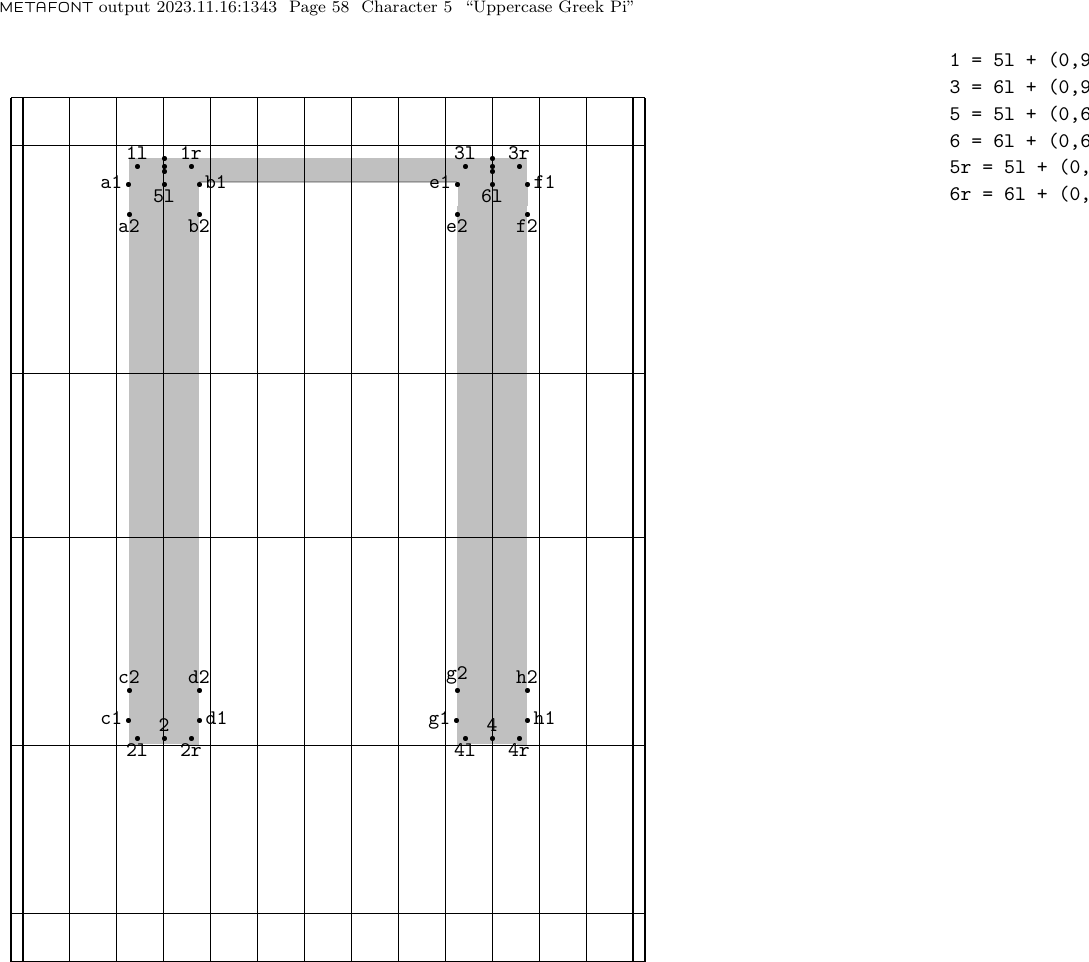 METAFONT output 2023.11.16:1343 Page 58 Character 5 “Uppercase Greek Pi”
1 = 5l + (0,9
3 = 6l + (0,9
5 = 5l + (0,6
6 = 6l + (0,6
5r = 5l + (0,
6r = 6l + (0,
1l 1r 3l 3r
a1 b1 e1 f1
5l 6l
a2 b2 e2 f2
c2 d2 g2 h2
c1 2 d1 g1 4 h1
2l 2r 4l 4r